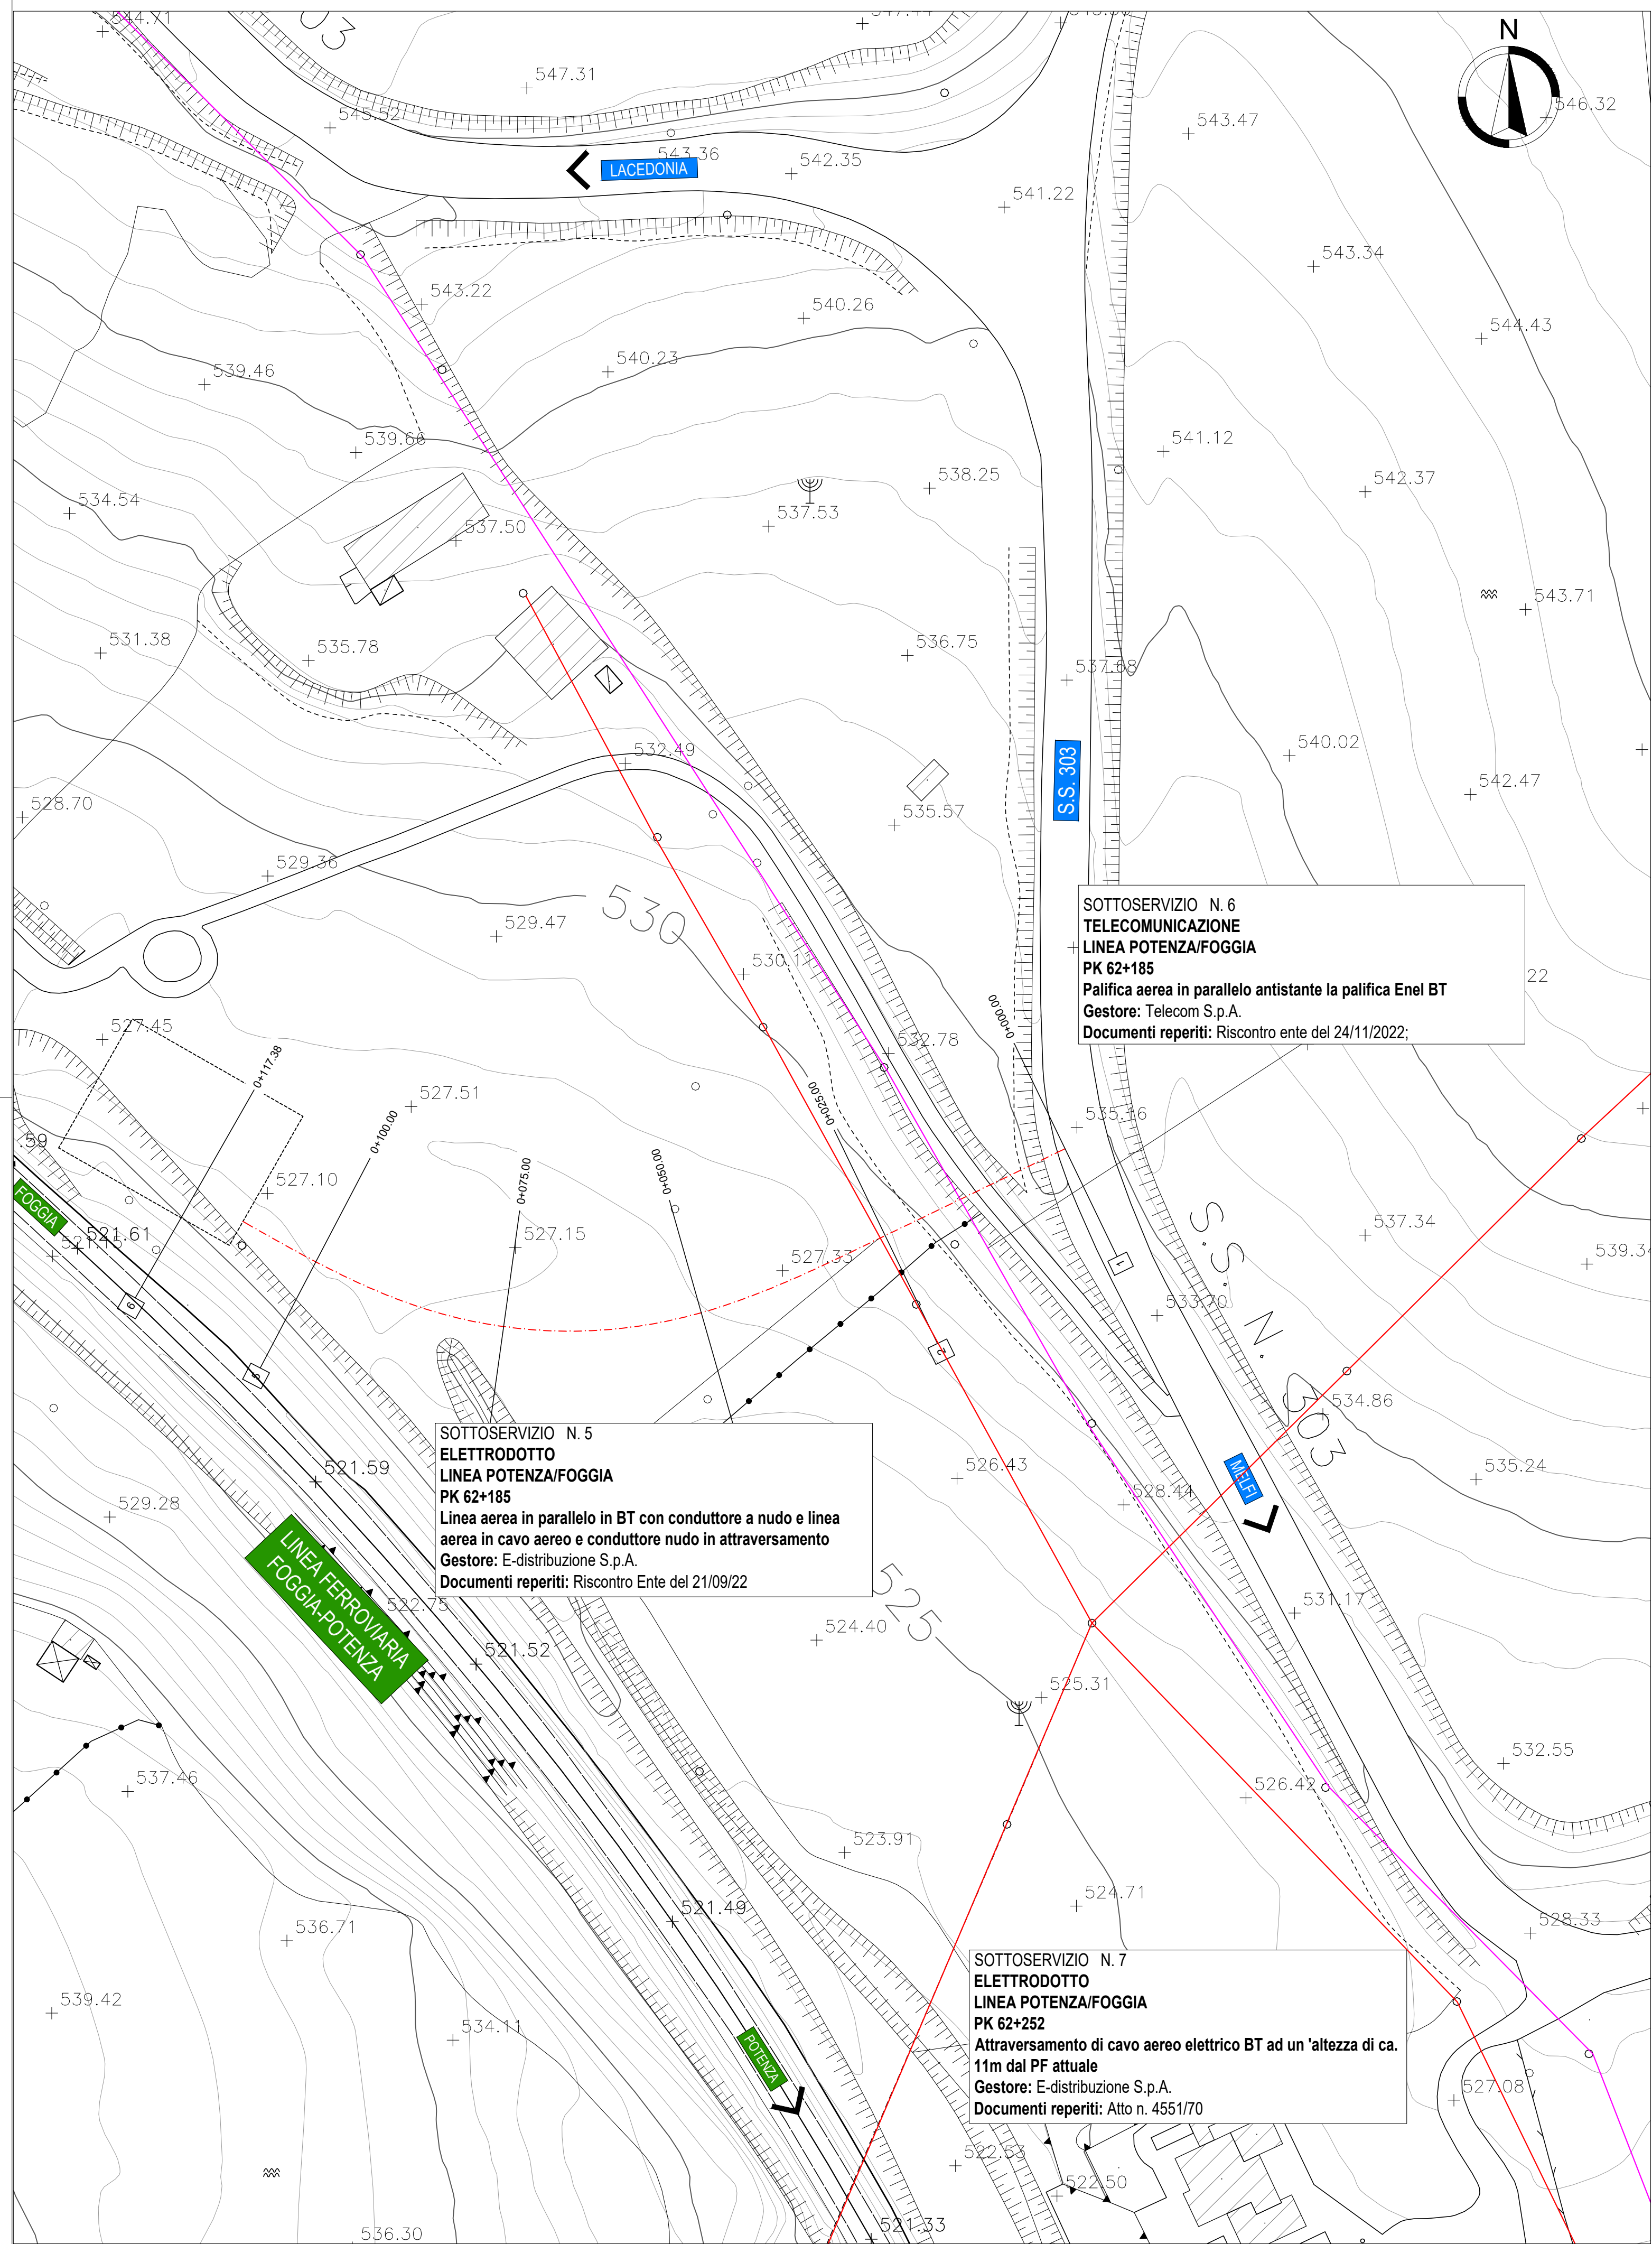 544.71
03
547.44
N
547.31
546.32
545.52
543.47
543.36
LACEDONIA
542.35
541.22
543.34
543.22
540.26
544.43
539.46
540.23
539.66
541.12
538.25
542.37
534.54
537.50
537.53
543.71
531.38
535.78
536.75
537.68
532.49
540.02
S.S. 303
542.47
528.70
535.57
529.36
530
529.47
530.11
SOTTOSERVIZIO N. 6
TELECOMUNICAZIONE
LINEA POTENZA/FOGGIA
PK 62+185
Palifica aerea in parallelo antistante la palifica Enel BT
Gestore: Telecom S.p.A.
Documenti reperiti: Riscontro ente del 24/11/2022;
22
0+000.00
527.45
532.78
0+117.38
527.51
0+025.00
535.16
0+100.00
.59
527.10
0+075.00
0+050.00
FOGGIA
521.61
527.15
527.33
S.S. N. 303
537.34
539.34
1
6
533.70
2
5
534.86
SOTTOSERVIZIO N. 5
ELETTRODOTTO
LINEA POTENZA/FOGGIA
PK 62+185
Linea aerea in parallelo in BT con conduttore a nudo e linea
aerea in cavo aereo e conduttore nudo in attraversamento
Gestore: E-distribuzione S.p.A.
Documenti reperiti: Riscontro Ente del 21/09/22
521.59
526.43
MELFI
535.24
529.28
528.44
LINEA FERROVIARIA
FOGGIA-POTENZA
522.75
525
531.17
524.40
521.52
525.31
532.55
537.46
526.42
523.91
524.71
521.49
536.71
528.33
SOTTOSERVIZIO N. 7
ELETTRODOTTO
LINEA POTENZA/FOGGIA
PK 62+252
Attraversamento di cavo aereo elettrico BT ad un 'altezza di ca.
11m dal PF attuale
Gestore: E-distribuzione S.p.A.
Documenti reperiti: Atto n. 4551/70
539.42
534.11
POTENZA
527.08
522.53
522.50
536.30
521.33